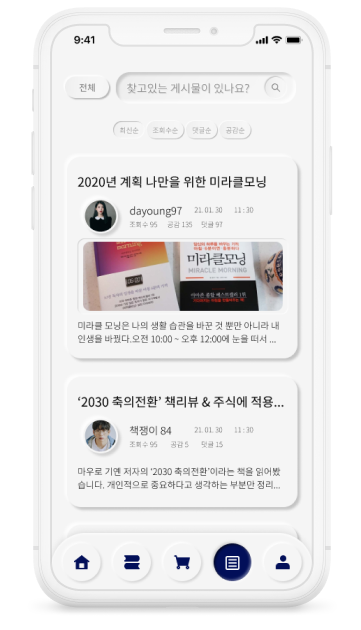 9:41
전체
찾고있는 게시물이 있나요?
최신순 조회수순 댓글순 공감순
2020년 계획 나만을 위한 미라클모닝
dayoung97 21. 01. 30 11 : 30
조회수 95 공감 135 댓글 97
미라클모닝
MIRACLE MORNING
미라클 모닝은 나의 생활 습관을 바꾼 것 뿐만 아니라 내
인생을 바꿨다.오전 10:00 ~ 오후 12:00에 눈을 떠서 ...
‘2030 축의전환’ 책리뷰 & 주식에 적용...
책쟁이 84 21. 01. 30 11 : 30
조회수 95 공감 5 댓글 15
마우로 기옌 저자의 ‘2030 축의전환’이라는 책을 읽어봤
습니다. 개인적으로 중요하다고 생각하는 부분만 정리...